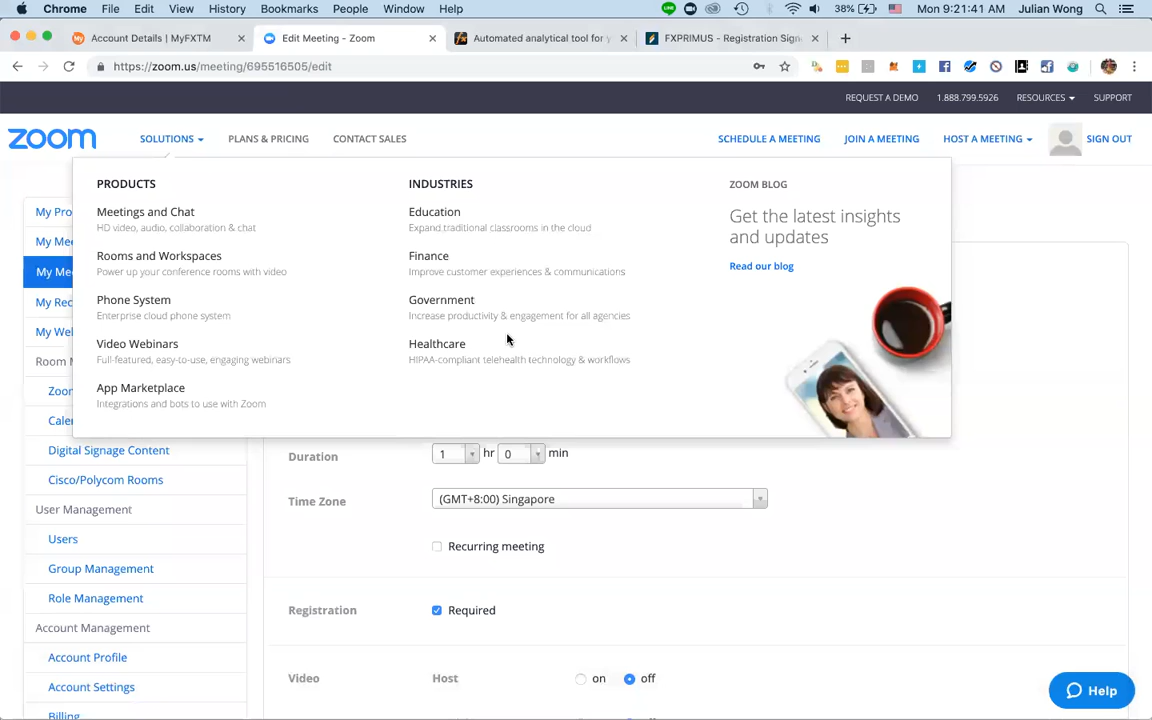 Chrome File Edit View History Bookmarks People Window Help 38% Mon 9:21:41 AM Julian Wong
Account Details | MyFXTM
Edit Meeting - Zoom
Automated analytical tool for y
FXPRIMUS - Registration Sign
https://zoom.us/meeting/695516505/edit
REQUEST A DEMO 1.888.799.5926 RESOURCES SUPPORT
zoom SOLUTIONS PLANS & PRICING CONTACT SALES SCHEDULE A MEETING JOIN A MEETING HOST A MEETING SIGN OUT
PRODUCTS
Meetings and Chat
HD video, audio, collaboration & chat
Rooms and Workspaces
Power up your conference rooms with video
Phone System
Enterprise cloud phone system
Video Webinars
Full-featured, easy-to-use, engaging webinars
App Marketplace
Integrations and bots to use with Zoom
INDUSTRIES
Education
Expand traditional classrooms in the cloud
Finance
Improve customer experiences & communications
Government
Increase productivity & engagement for all agencies
Healthcare
HIPAA-compliant telehealth technology & workflows
ZOOM BLOG
Get the latest insights
and updates
Read our blog
My Pro
My Mee
My Mee
My Rec
My Wel
Room M
Zoon
Caler
Digital Signage Content
Cisco/Polycom Rooms
User Management
Users
Group Management
Role Management
Account Management
Account Profile
Account Settings
Billing
Duration 1 hr 0 min
Time Zone (GMT+8:00) Singapore
Recurring meeting
Registration Required
Video Host on off
Help